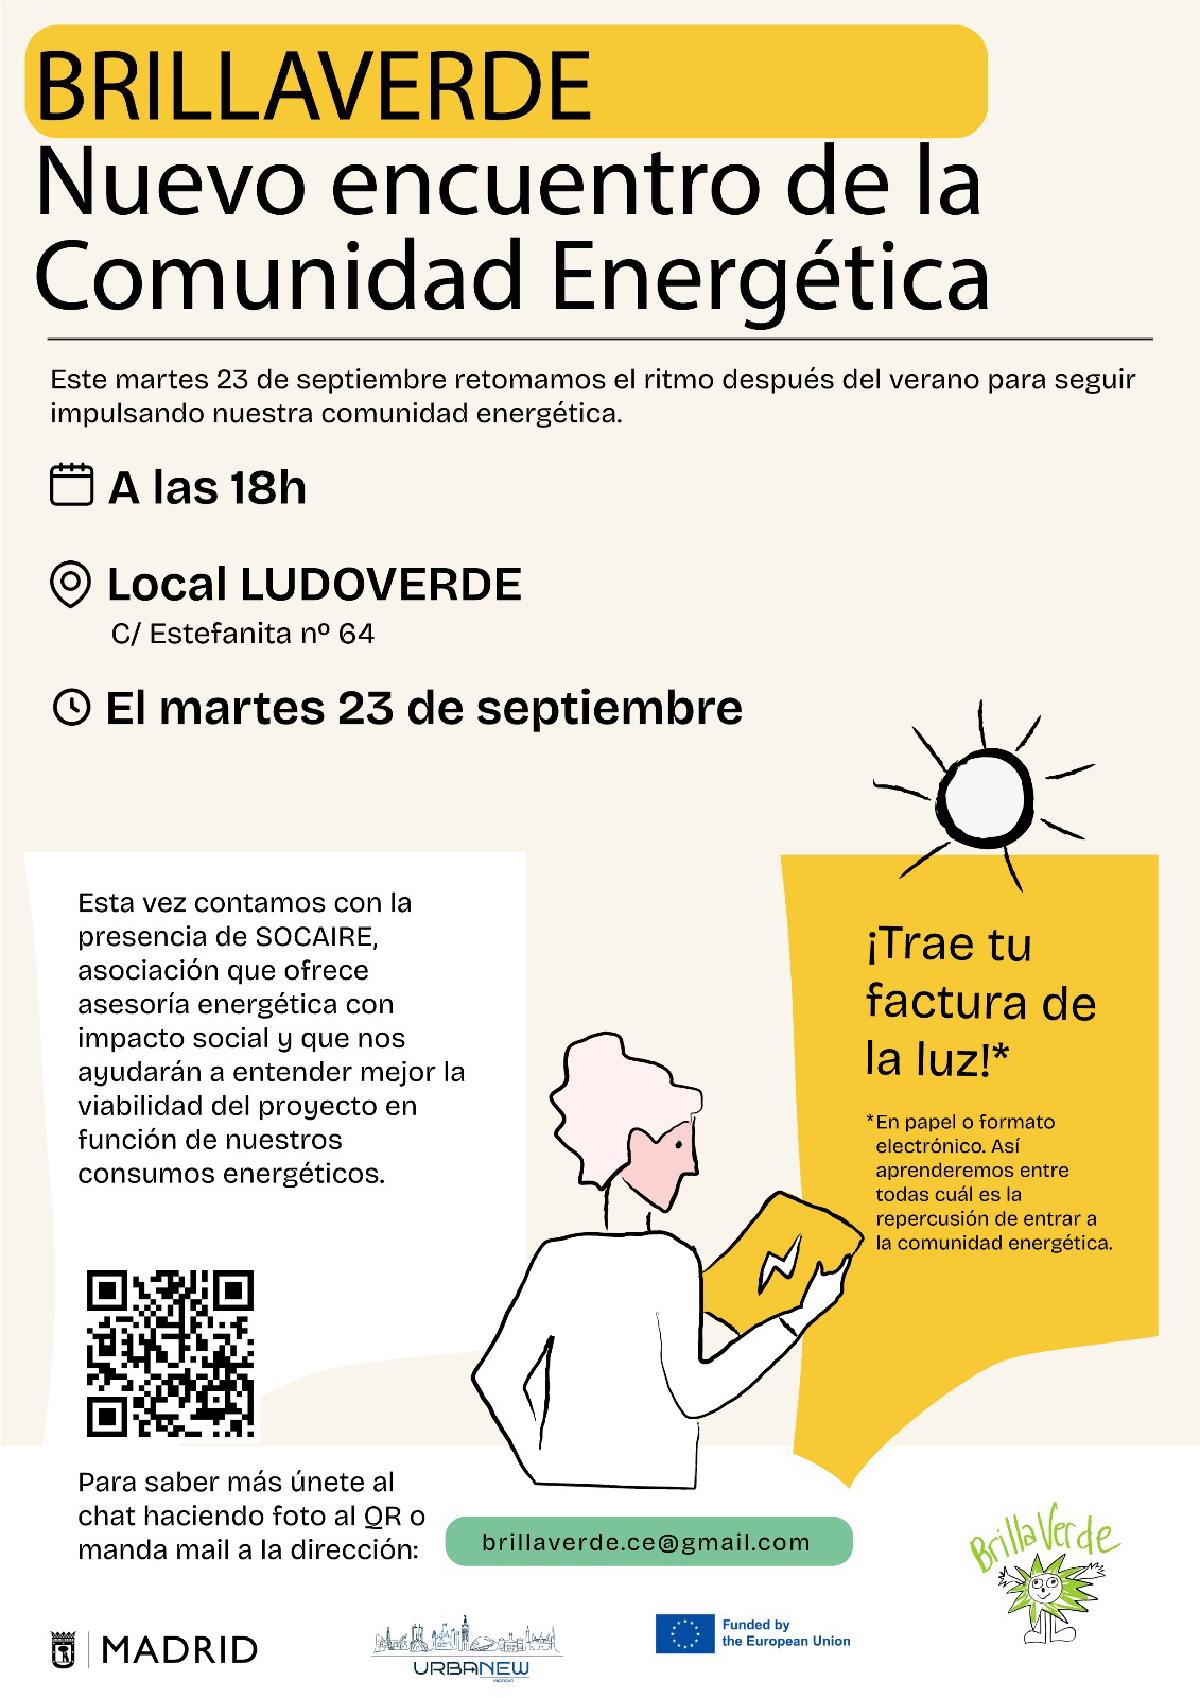 BRILLAVERDE
Nuevo encuentro de la
Comunidad Energética
Este martes 23 de septiembre retomamos el ritmo después del verano para seguir
impulsando nuestra comunidad energética.
A las 18h
Local LUDOVERDE
C/ Estefanita nº 64
El martes 23 de septiembre
Esta vez contamos con la
presencia de SOCAIRE,
asociación que ofrece
asesoría energética con
impacto social y que nos
ayudarán a entender mejor la
viabilidad del proyecto en
función de nuestros
consumos energéticos.
¡Trae tu
factura de
la luz!*
*En papel o formato
electrónico. Así
aprenderemos entre
todas cuál es la
repercusión de entrar a
la comunidad energética.
Para saber más únete al
chat haciendo foto al QR o
manda mail a la dirección:
brillaverde.ce@gmail.com
Brilla Verde
MADRID
URBANEW
Funded by
the European Union